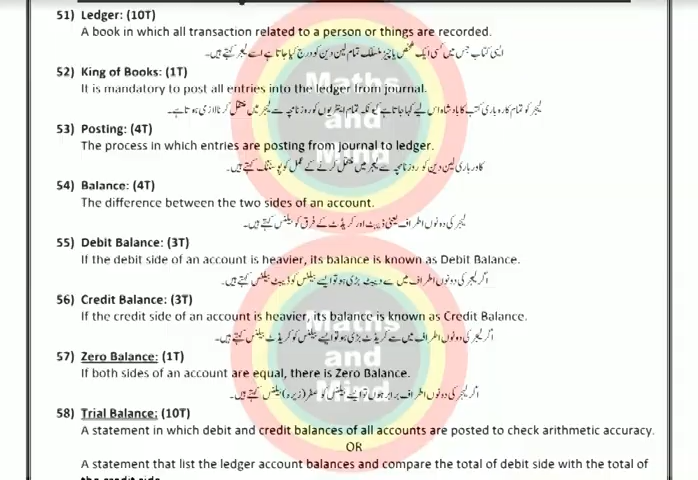 51) Ledger: (10T)
A book in which all transaction related to a person or things are recorded.
ایسی کتاب جس میں کسی ایک شخص یا چیز منسلک تمام لین دین کو درج کیا جاتا ہے اسے لیجر کہتے ہیں۔
52) King of Books: (1T)
It is mandatory to post all entries into the ledger from journal.
لیجر کو تمام کاروباری کتب کا بادشاہ اس لیے کہا جاتا ہے کیونکہ تمام اینٹریوں کو روزنامچہ سے لیجر میں منتقل کرنا لازمی ہوتا ہے۔
53) Posting: (4T)
The process in which entries are posting from journal to ledger.
کاروباری لین دین کو روزنامچہ سے لیجر میں منتقل کرنے کے عمل کو پوسٹنگ کہتے ہیں۔
54) Balance: (4T)
The difference between the two sides of an account.
لیجر کی دونوں اطراف یعنی ڈیبٹ اور کریڈٹ کے فرق کو بیلنس کہتے ہیں۔
55) Debit Balance: (3T)
If the debit side of an account is heavier, its balance is known as Debit Balance.
اگر لیجر کی دونوں اطراف میں سے ڈیبٹ بڑی ہو تو ایسے بیلنس کو ڈیبٹ بیلنس کہتے ہیں۔
56) Credit Balance: (3T)
If the credit side of an account is heavier, its balance is known as Credit Balance.
اگر لیجر کی دونوں اطراف میں سے کریڈٹ بڑی ہو تو ایسے بیلنس کو کریڈٹ بیلنس کہتے ہیں۔
57) Zero Balance: (1T)
If both sides of an account are equal, there is Zero Balance.
اگر لیجر کی دونوں اطراف برابر ہوں تو ایسے بیلنس کو صفر (زیرو) بیلنس کہتے ہیں۔
58) Trial Balance: (10T)
A statement in which debit and credit balances of all accounts are posted to check arithmetic accuracy.
OR
A statement that list the ledger account balances and compare the total of debit side with the total of
Maths
and
Mind
Maths
and
Mind